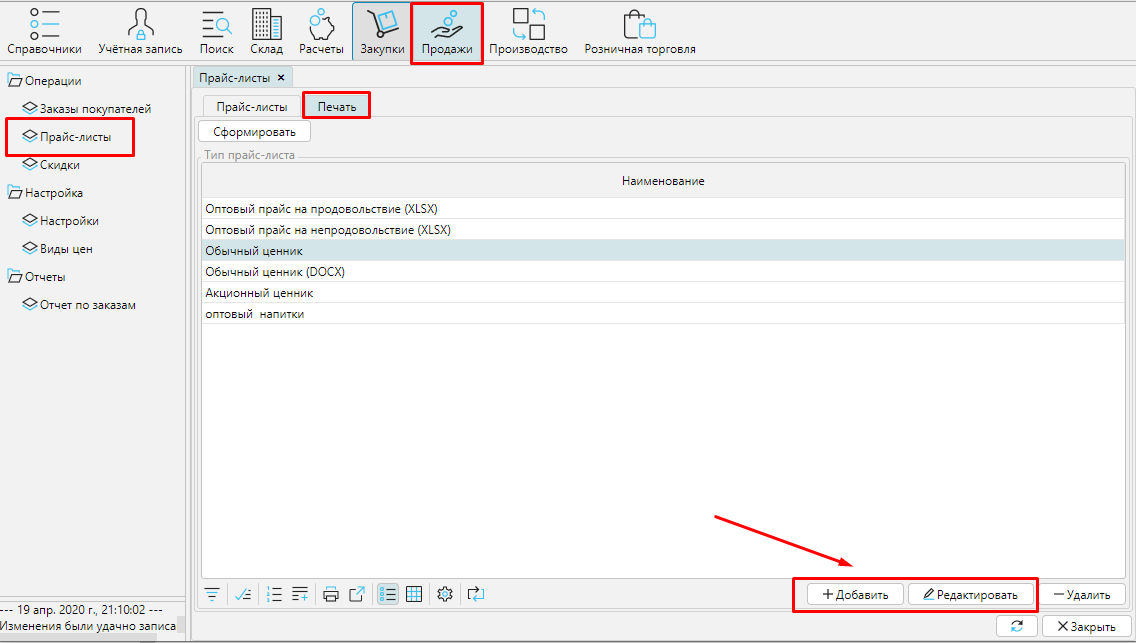 Справочники Учётная запись Поиск Склад Расчеты Закупки Продажи Производство Розничная торговля
Операции
Заказы покупателей
Прайс-листы
Скидки
Настройка
Настройки
Виды цен
Отчеты
Отчет по заказам
--- 19 апр. 2020 г., 21:10:02 ---
Изменения были удачно записа
Прайс-листы ×
Прайс-листы Печать
Сформировать
Тип прайс-листа
Наименование
Оптовый прайс на продовольствие (XLSX)
Оптовый прайс на непродовольствие (XLSX)
Обычный ценник
Обычный ценник (DOCX)
Акционный ценник
оптовый  напитки
Добавить Редактировать Удалить
Закрыть